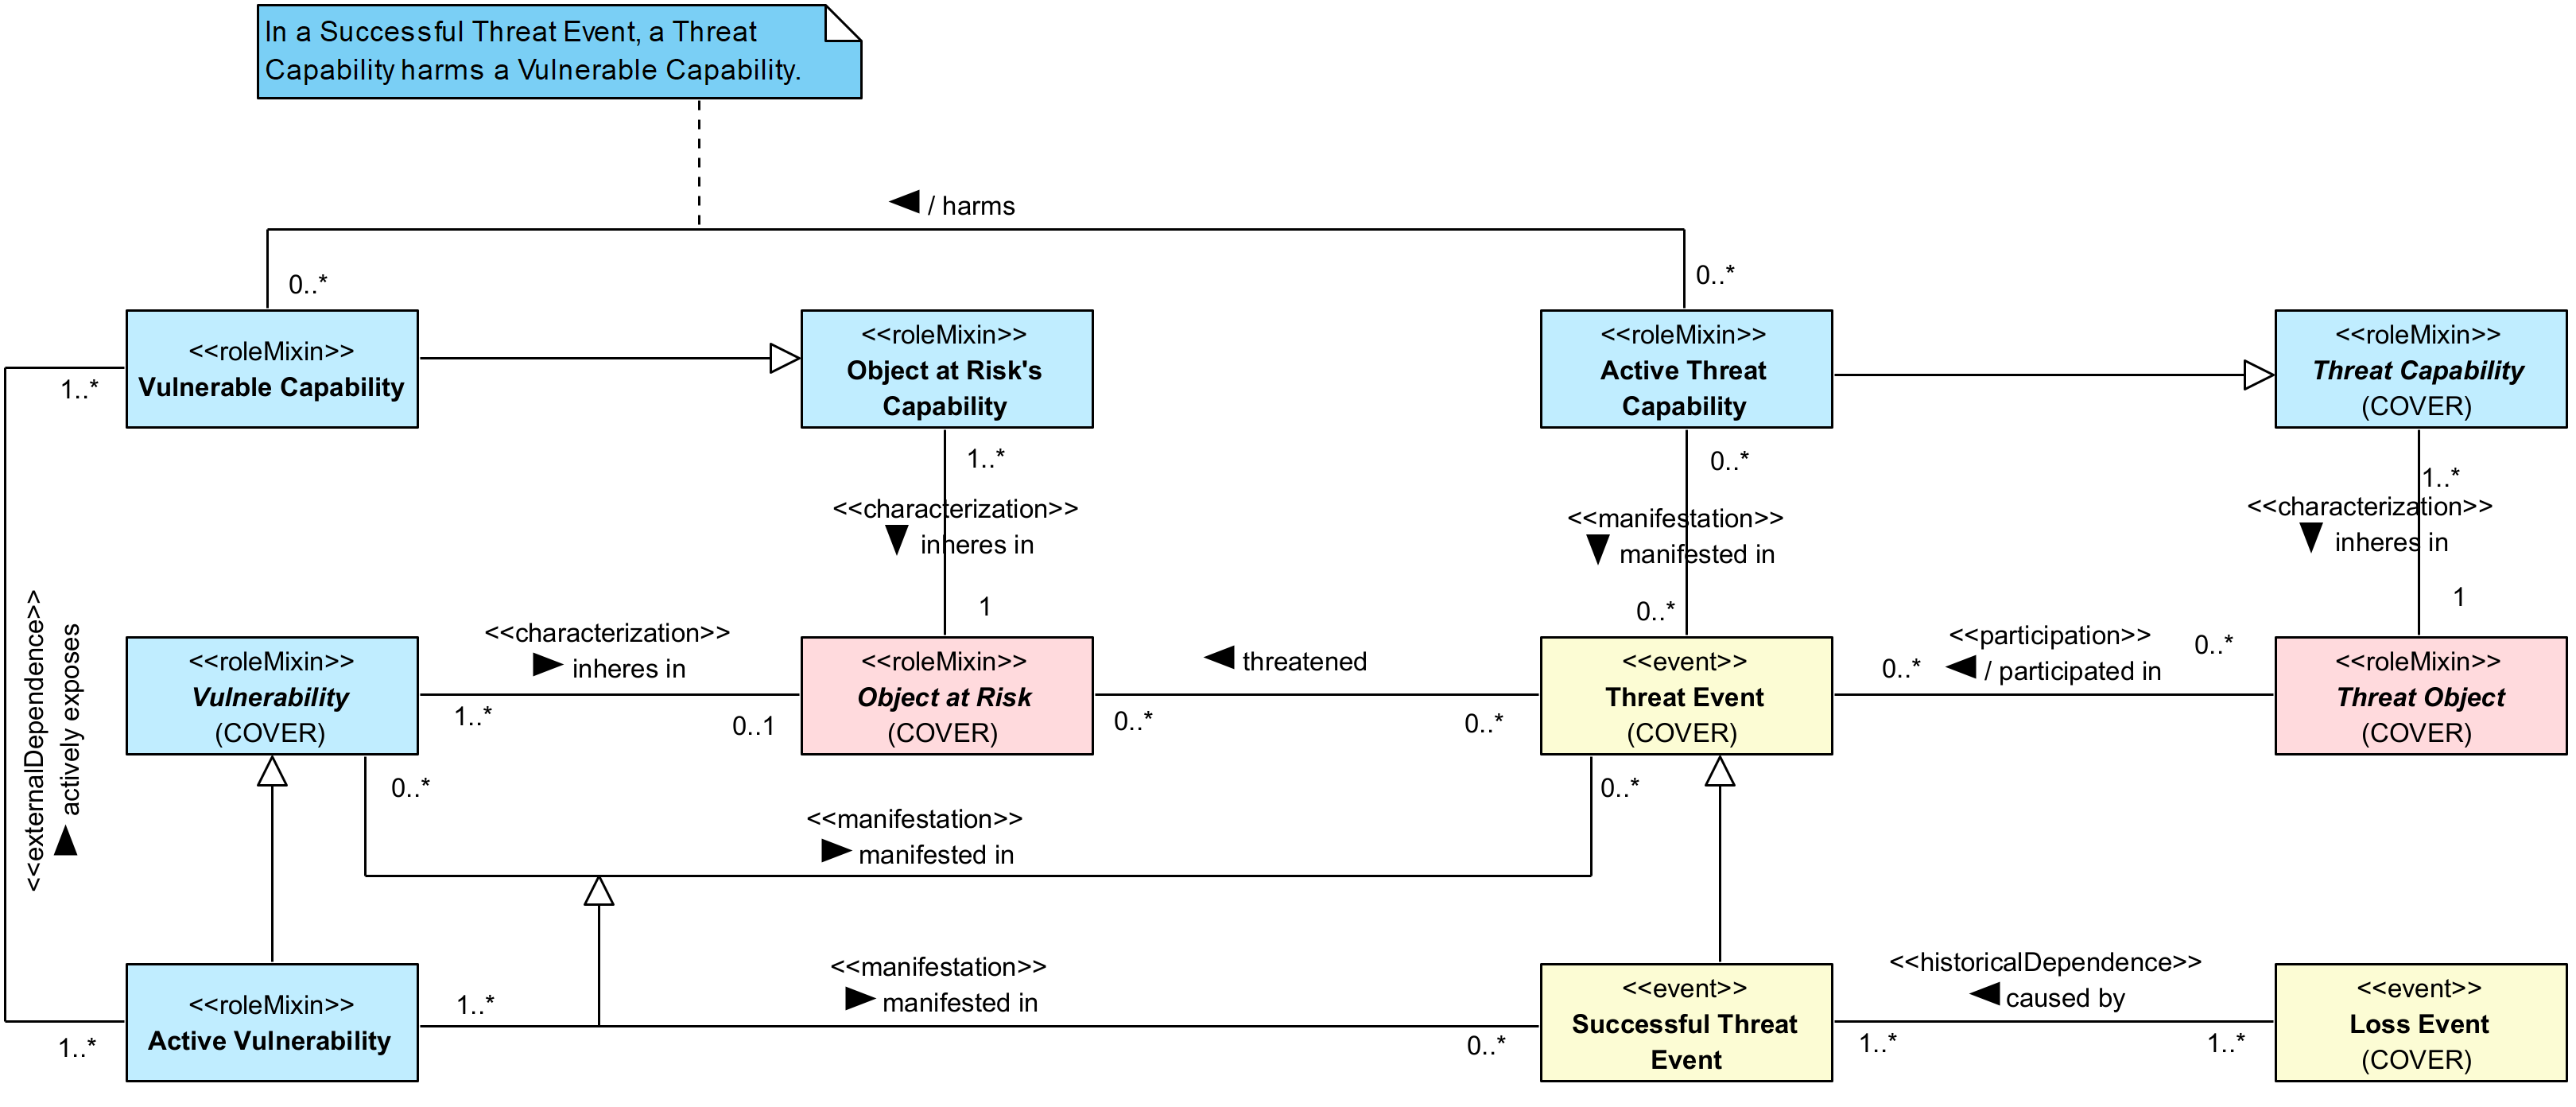 In a Successful Threat Event, a Threat
Capability harms a Vulnerable Capability.
/ harms
0..*
0..*
<<roleMixin>>
Vulnerable Capability
<<roleMixin>>
Object at Risk's
Capability
<<roleMixin>>
Active Threat
Capability
<<roleMixin>>
Threat Capability
(COVER)
1..*
1..*
<<characterization>>
inheres in
1
0..*
<<manifestation>>
manifested in
0..*
1..*
<<characterization>>
inheres in
1
<<externalDependence>>
actively exposes
<<roleMixin>>
Vulnerability
(COVER)
<<characterization>>
inheres in
1..*
0..1
<<roleMixin>>
Object at Risk
(COVER)
threatened
0..*
0..*
<<event>>
Threat Event
(COVER)
<<participation>>
/ participated in
0..*
0..*
<<roleMixin>>
Threat Object
(COVER)
0..*
0..*
<<manifestation>>
manifested in
<<roleMixin>>
Active Vulnerability
1..*
1..*
<<manifestation>>
manifested in
0..*
<<event>>
Successful Threat
Event
<<historicalDependence>>
caused by
1..*
1..*
<<event>>
Loss Event
(COVER)